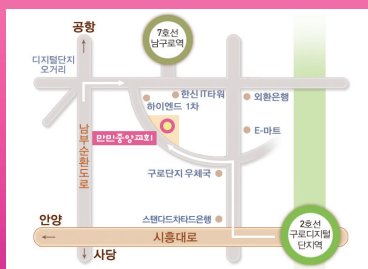 공항
7호선
남구로역
디지털단지
오거리
한신 IT타워
하이엔드 1차
외환은행
만민중앙교회
E-마트
남부순환도로
구로단지 우체국
안양
스탠다드차타드은행
2호선
구로디지털
단지역
시흥대로
사당